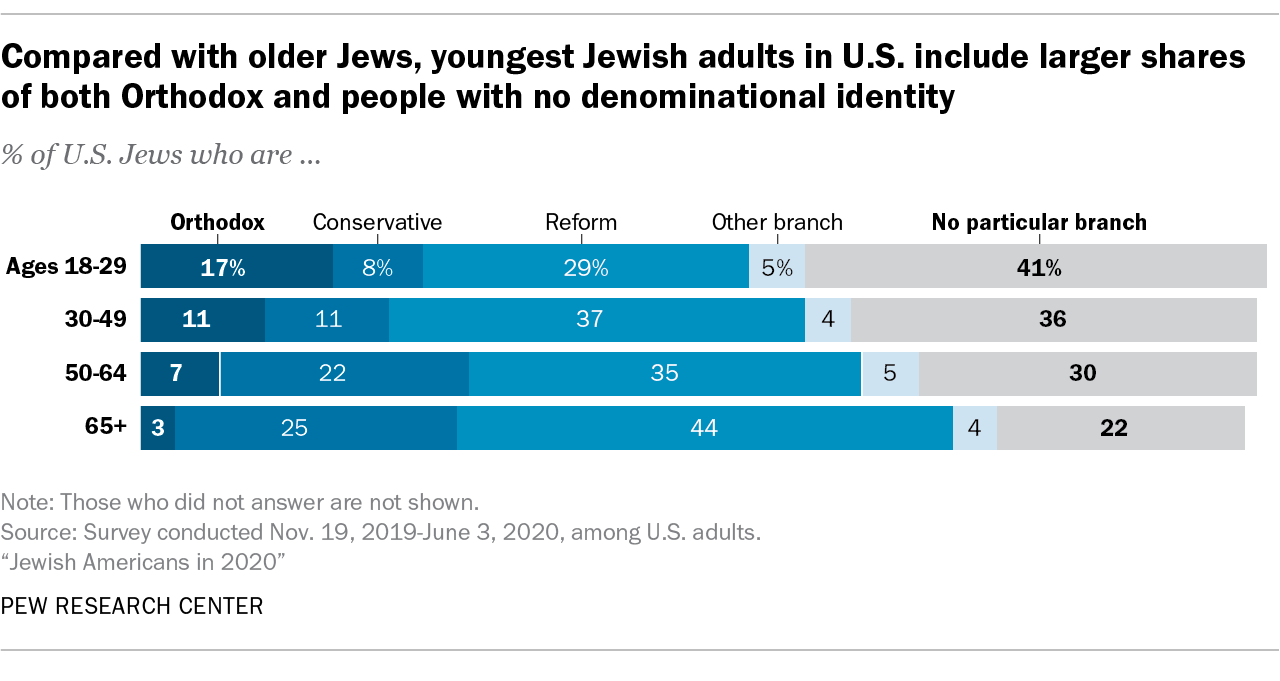 Compared with older Jews, youngest Jewish adults in U.S. include larger shares
of both Orthodox and people with no denominational identity
% of U.S. Jews who are ...
Orthodox Conservative Reform Other branch No particular branch
Ages 18-29 17% 8% 29% 5% 41%
30-49 11 11 37 4 36
50-64 7 22 35 5 30
65+ 3 25 44 4 22
Note: Those who did not answer are not shown.
Source: Survey conducted Nov. 19, 2019-June 3, 2020, among U.S. adults.
“Jewish Americans in 2020”
PEW RESEARCH CENTER